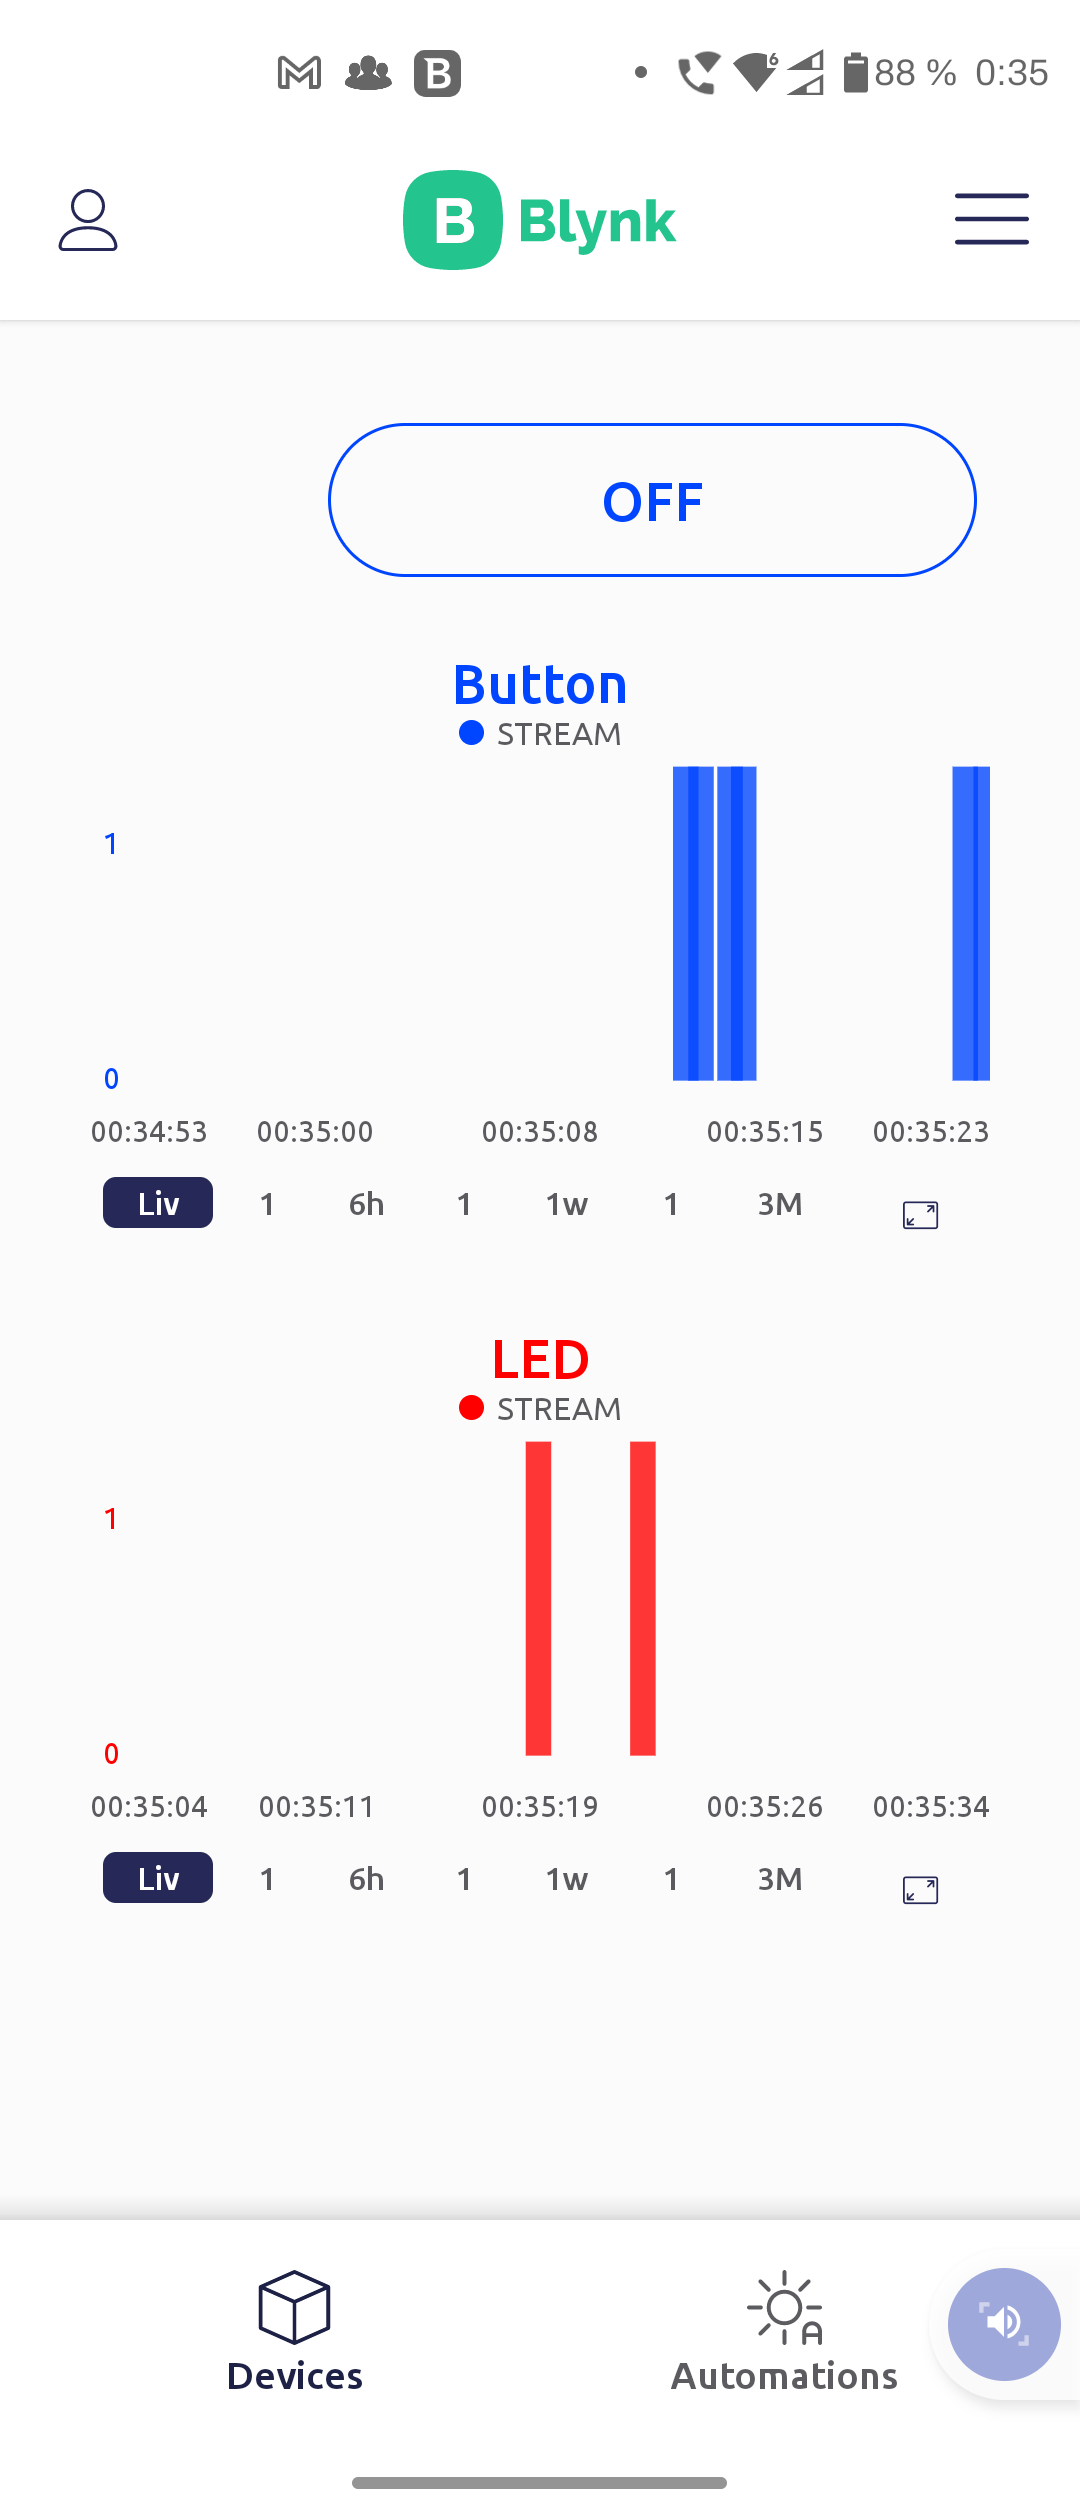 88 % 0:35
B Blynk
OFF
Button
STREAM
1
0
00:34:53 00:35:00 00:35:08 00:35:15 00:35:23
Liv 1 6h 1 1w 1 3M
LED
STREAM
1
0
00:35:04 00:35:11 00:35:19 00:35:26 00:35:34
Liv 1 6h 1 1w 1 3M
Devices Automations